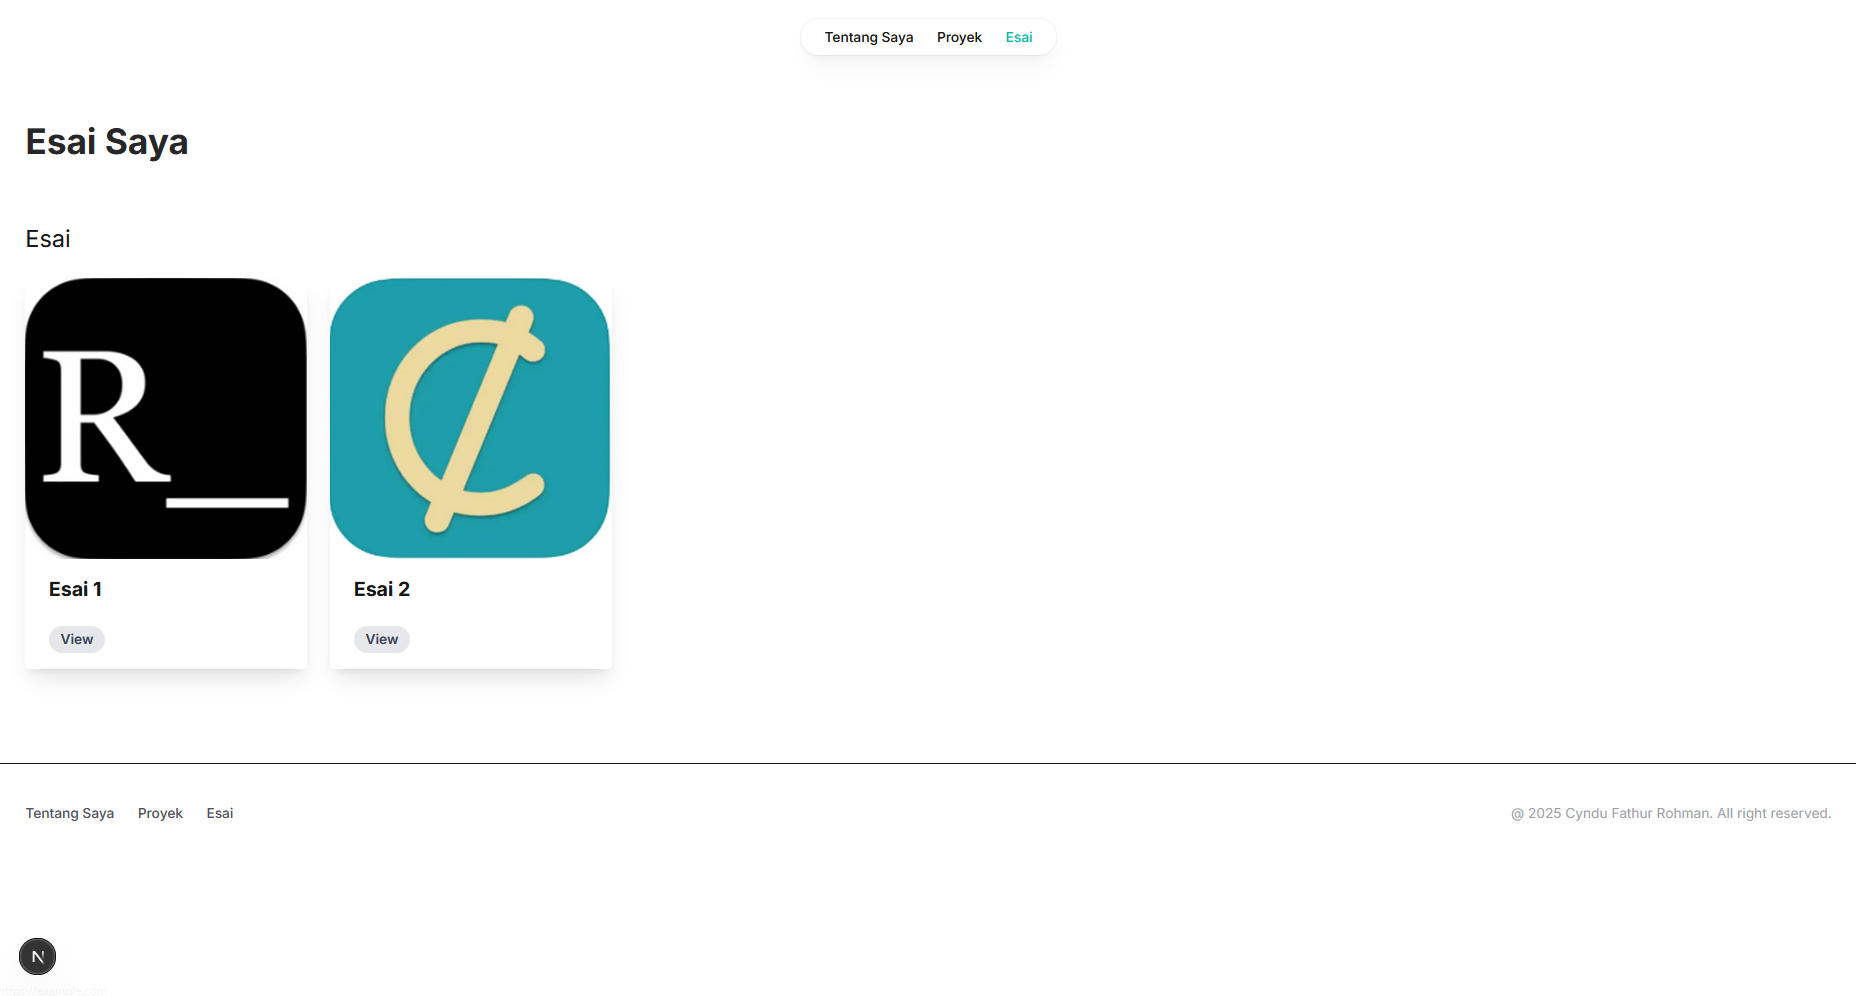 Tentang Saya Proyek Esai
Esai Saya
Esai
R_
Esai 1
View
Esai 2
View
Tentang Saya Proyek Esai
@ 2025 Cyndu Fathur Rohman. All right reserved.
N
https://example.com